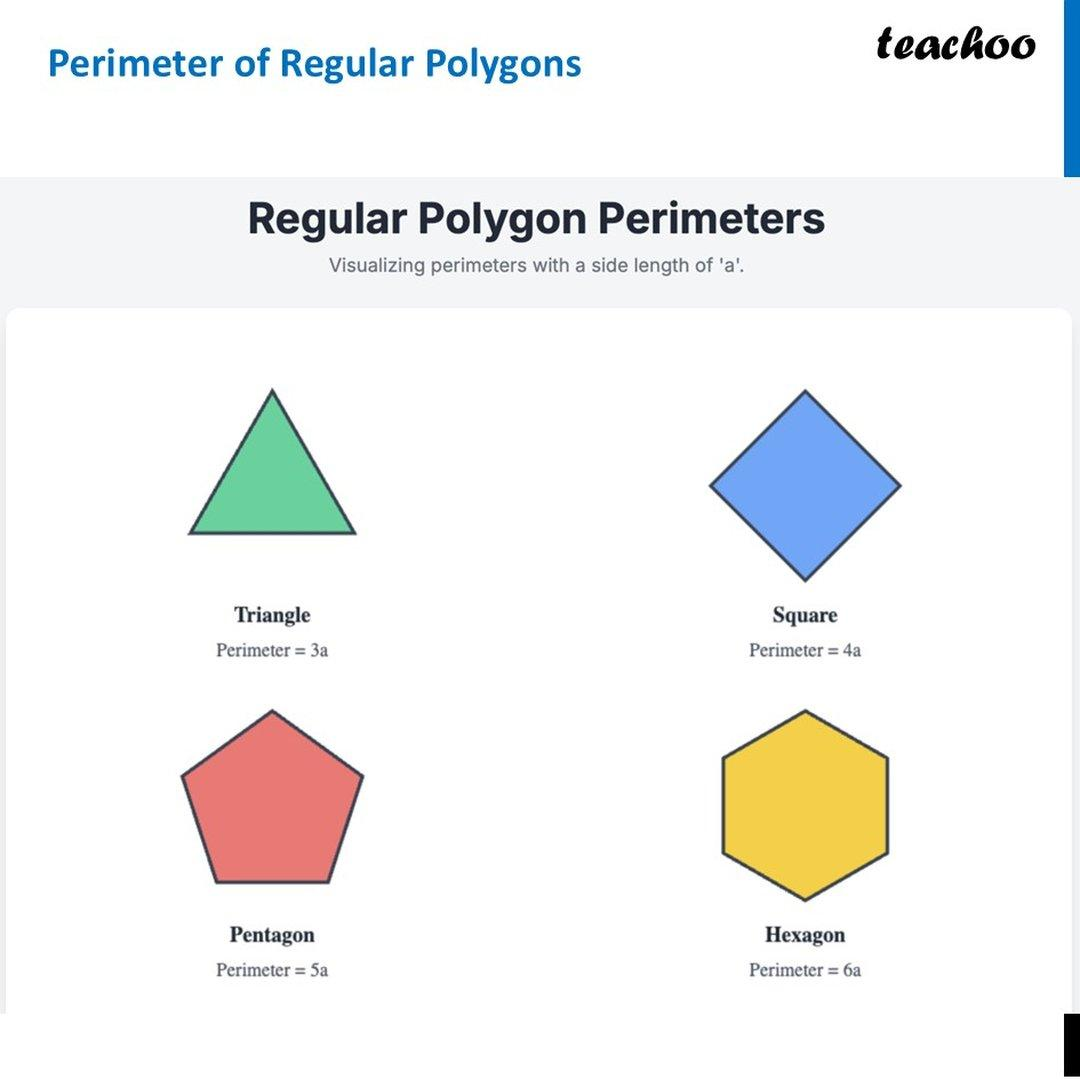 Perimeter of Regular Polygons
teachoo
Regular Polygon Perimeters
Visualizing perimeters with a side length of 'a'.
Triangle
Perimeter = 3a
Square
Perimeter = 4a
Pentagon
Perimeter = 5a
Hexagon
Perimeter = 6a